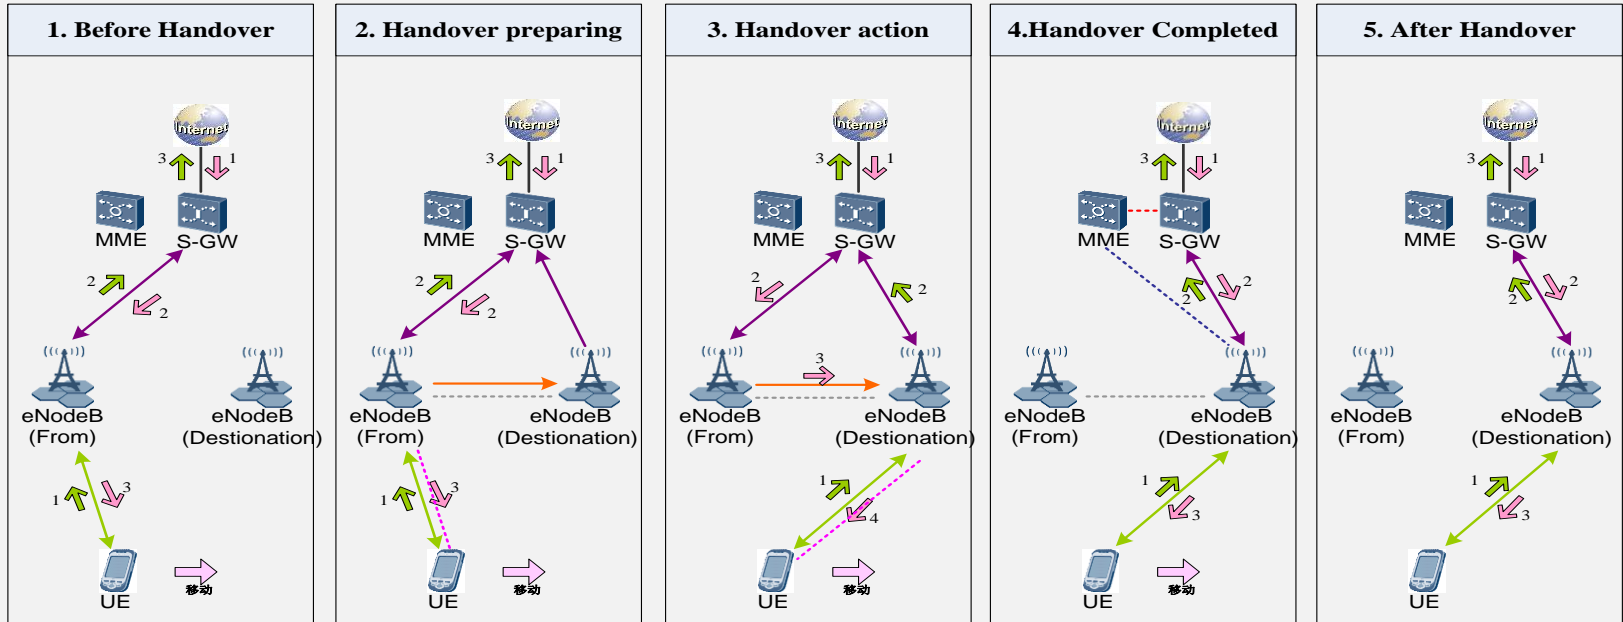 1. Before Handover
Internet
3
1
MME
S-GW
2
2
eNodeB
(From)
eNodeB
(Destionation)
1
3
UE
移动
2. Handover preparing
Internet
3
1
MME
S-GW
2
2
eNodeB
(From)
eNodeB
(Destionation)
1
3
UE
移动
3. Handover action
Internet
3
1
MME
S-GW
2
2
3
eNodeB
(From)
eNodeB
(Destionation)
1
4
UE
移动
4.Handover Completed
Internet
3
1
MME
S-GW
2
2
eNodeB
(From)
eNodeB
(Destionation)
1
3
UE
移动
5. After Handover
Internet
3
1
MME
S-GW
2
2
eNodeB
(From)
eNodeB
(Destionation)
1
3
UE